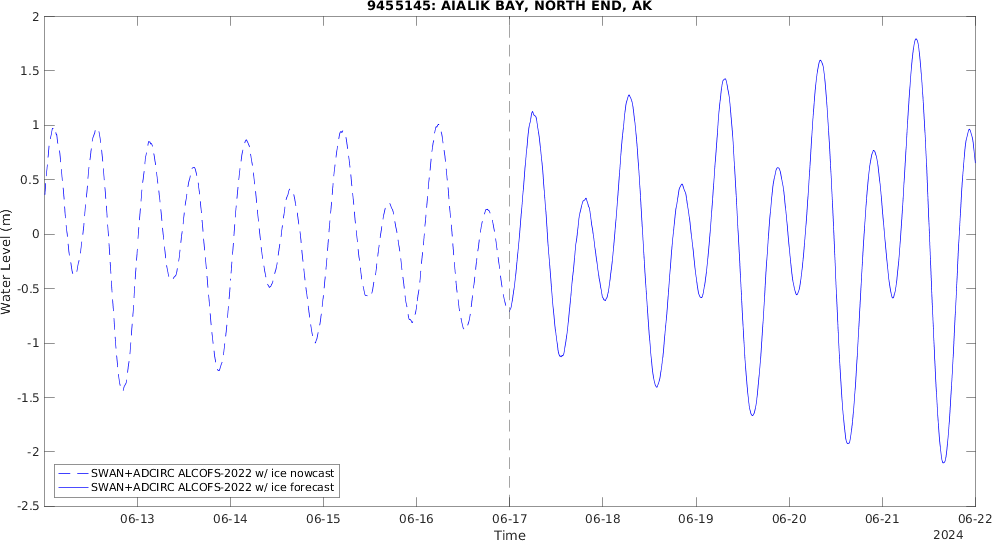 9455145: AIALIK BAY, NORTH END, AK
2
1.5
1
0.5
0
-0.5
-1
-1.5
-2
-2.5
Water Level (m)
SWAN+ADCIRC ALCOFS-2022 w/ ice nowcast
SWAN+ADCIRC ALCOFS-2022 w/ ice forecast
06-13 06-14 06-15 06-16 06-17 06-18 06-19 06-20 06-21 06-22
Time
2024